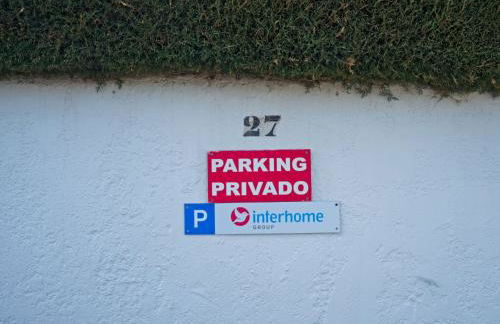 27
PARKING
PRIVADO
P interhome
GROUP